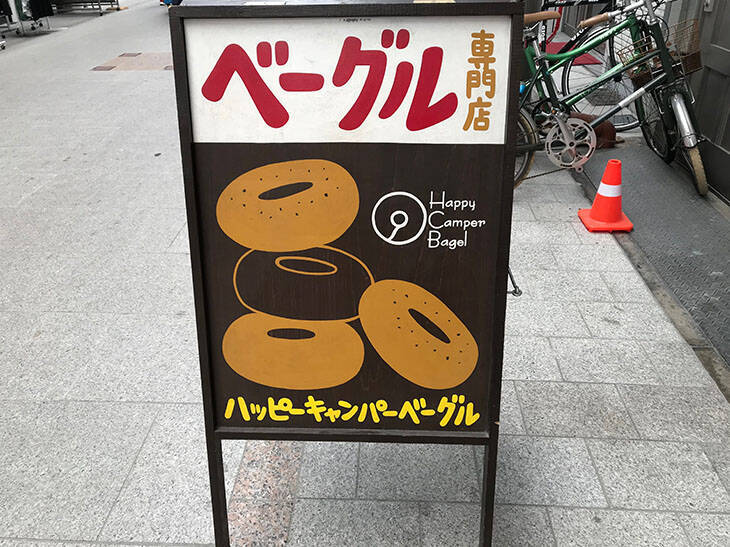 ベーグル
専門店
Happy
Camper
Bagel
ハッピーキャンパーベーグル